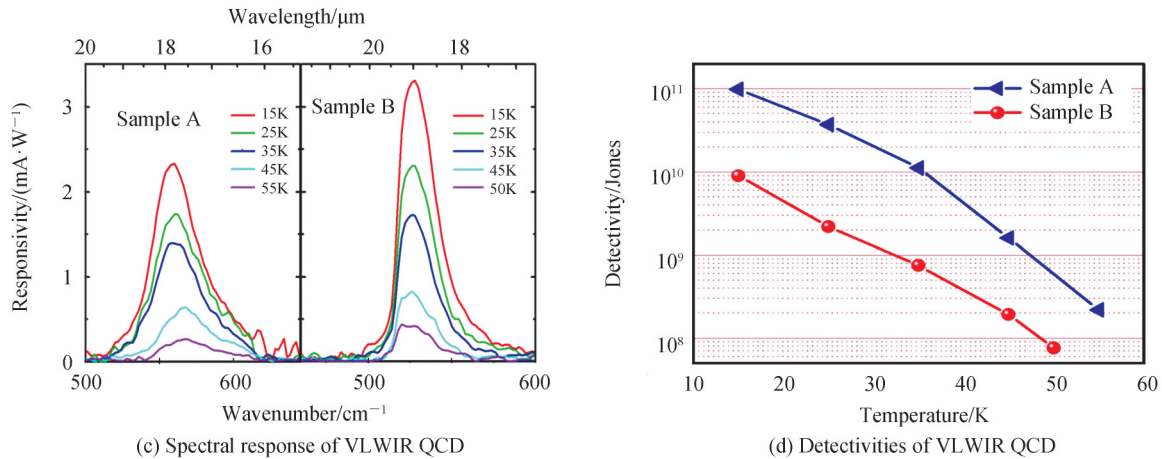 Wavelength/μm
20 18 16 20 18
Responsivity/(mA·W⁻¹)
3
2
1
0
Sample A
15K
25K
35K
45K
55K
Sample B
15K
25K
35K
45K
50K
500 600 500 600
Wavenumber/cm⁻¹
(c) Spectral response of VLWIR QCD
Detectivity/Jones
10¹¹
10¹⁰
10⁹
10⁸
Sample A
Sample B
10 20 30 40 50 60
Temperature/K
(d) Detectivities of VLWIR QCD